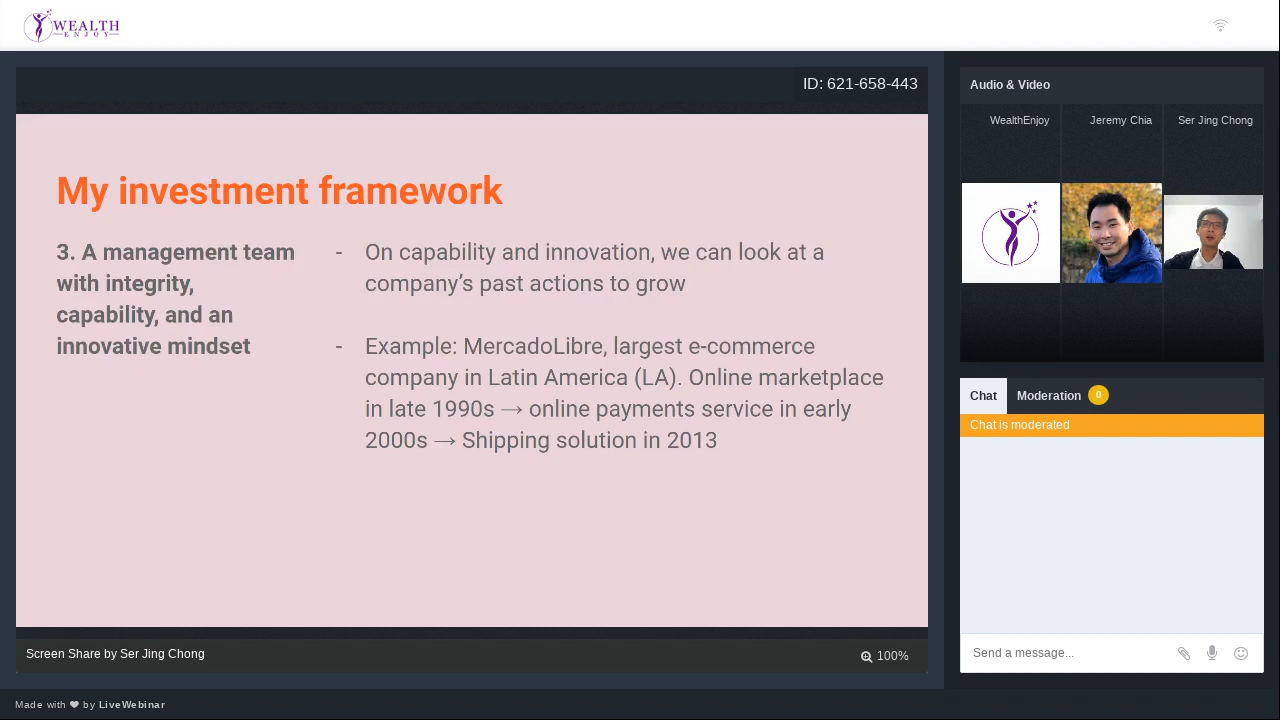 WEALTH
ENJOY
ID: 621-658-443
My investment framework
3. A management team
with integrity,
capability, and an
innovative mindset
- On capability and innovation, we can look at a
company's past actions to grow
- Example: MercadoLibre, largest e-commerce
company in Latin America (LA). Online marketplace
in late 1990s → online payments service in early
2000s → Shipping solution in 2013
Screen Share by Ser Jing Chong
100%
Audio & Video
WealthEnjoy
Jeremy Chia
Ser Jing Chong
Chat
Moderation 0
Chat is moderated
Send a message...
Made with ❤ by LiveWebinar